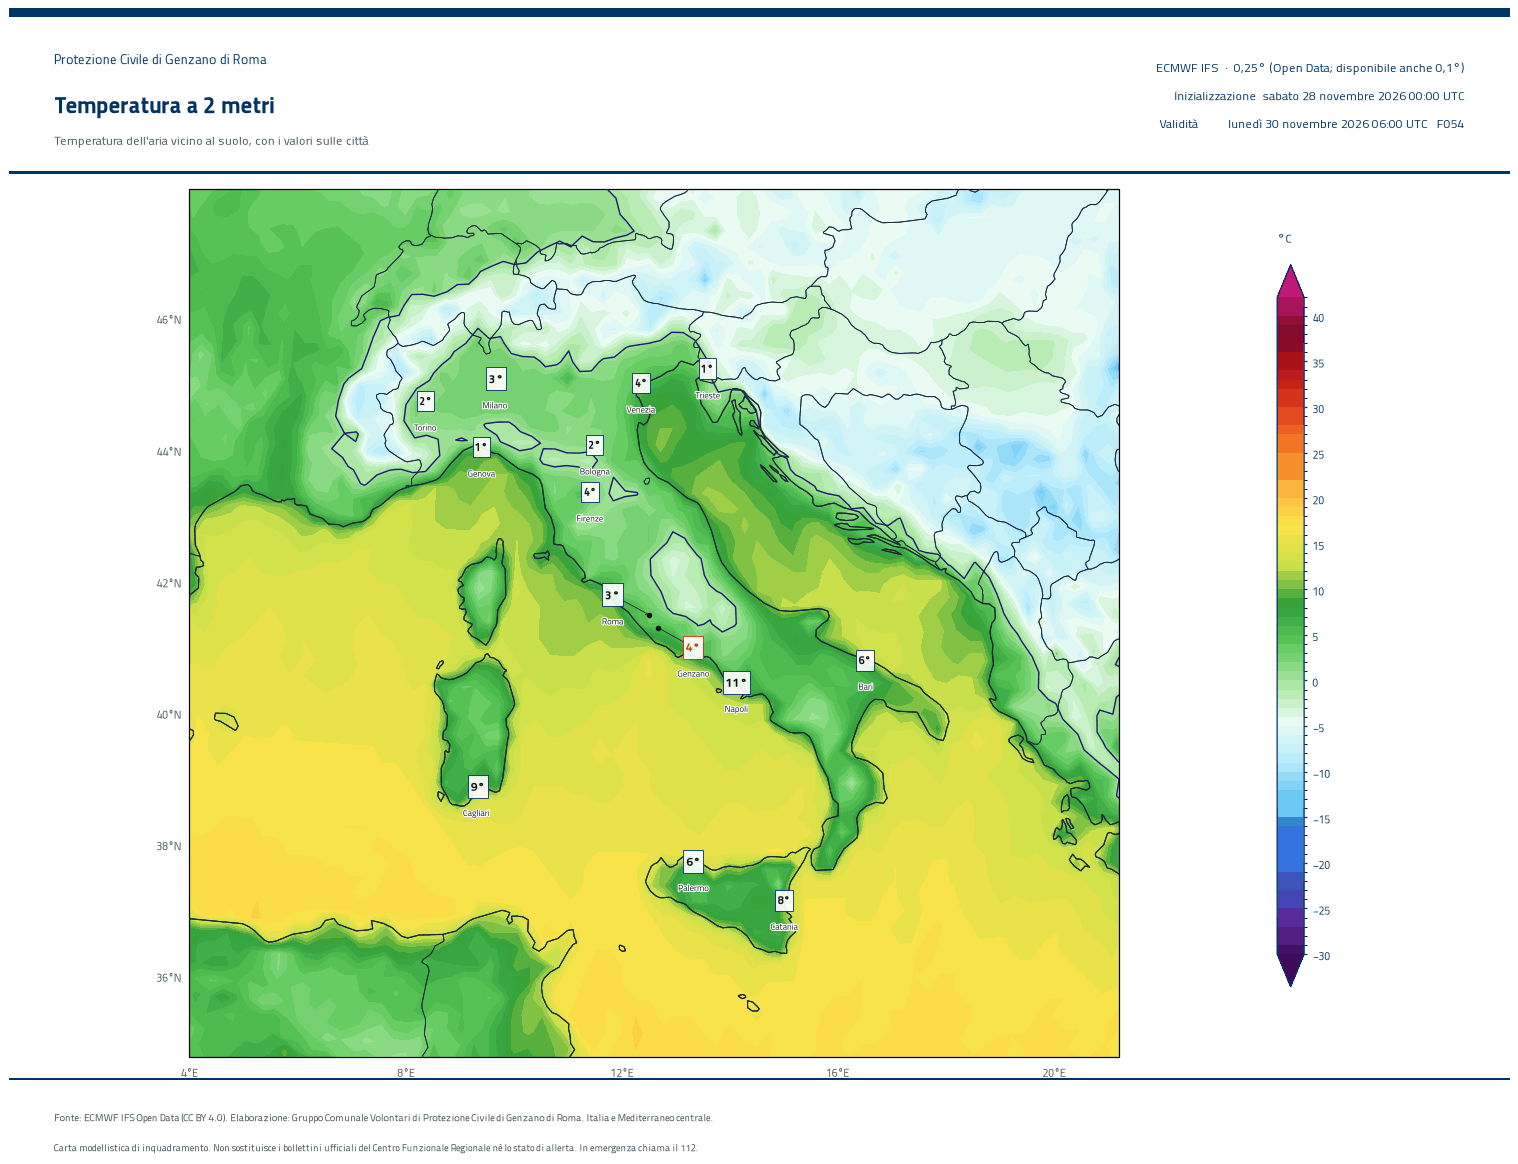 Protezione Civile di Genzano di Roma
Temperatura a 2 metri
Temperatura dell'aria vicino al suolo, con i valori sulle città
ECMWF IFS · 0,25° (Open Data; disponibile anche 0,1°)
Inizializzazione sabato 28 novembre 2026 00:00 UTC
Validità lunedì 30 novembre 2026 06:00 UTC F054
°C
40
35
30
25
20
15
10
5
0
−5
−10
−15
−20
−25
−30
46°N
44°N
42°N
40°N
38°N
36°N
4°E
8°E
12°E
16°E
20°E
1°
Trieste
3°
Milano
4°
Venezia
2°
Torino
1°
Genova
2°
Bologna
4°
Firenze
3°
Roma
4°
Genzano
6°
Bari
11°
Napoli
9°
Cagliari
6°
Palermo
8°
Catania
Fonte: ECMWF IFS Open Data (CC BY 4.0). Elaborazione: Gruppo Comunale Volontari di Protezione Civile di Genzano di Roma. Italia e Mediterraneo centrale.
Carta modellistica di inquadramento. Non sostituisce i bollettini ufficiali del Centro Funzionale Regionale né lo stato di allerta. In emergenza chiama il 112.